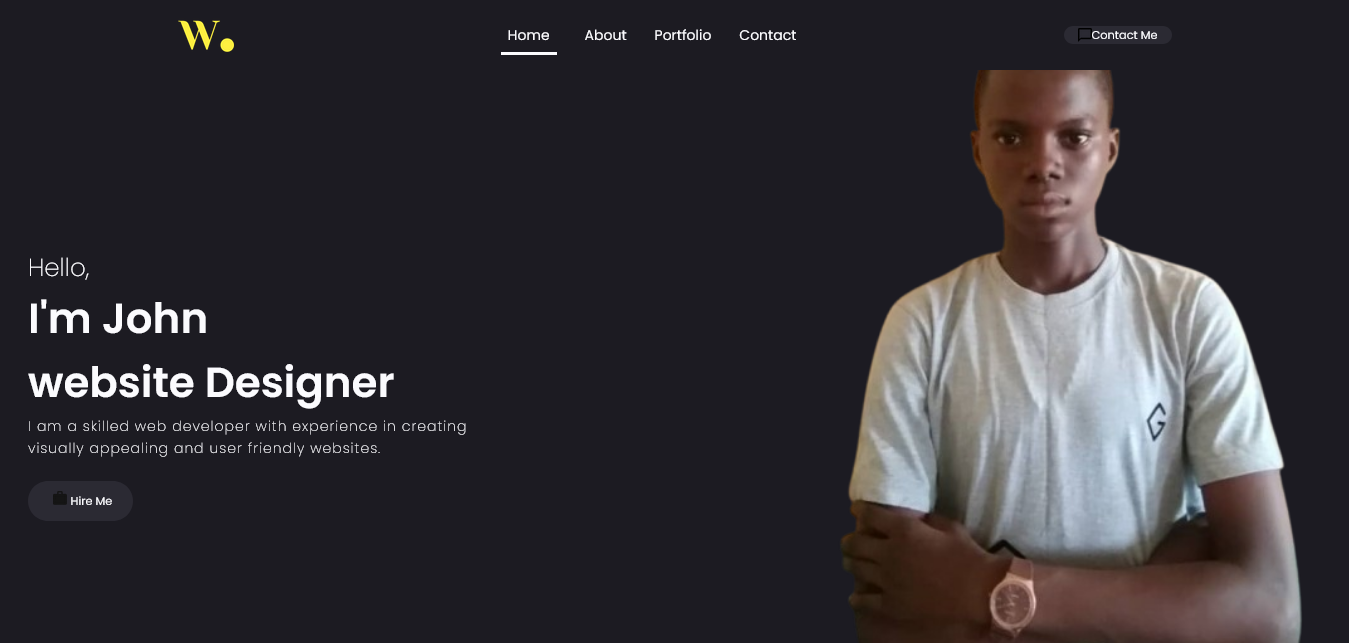 W.
Home About Portfolio Contact
Contact Me
Hello,
I'm John
website Designer
I am a skilled web developer with experience in creating
visually appealing and user friendly websites.
Hire Me
G